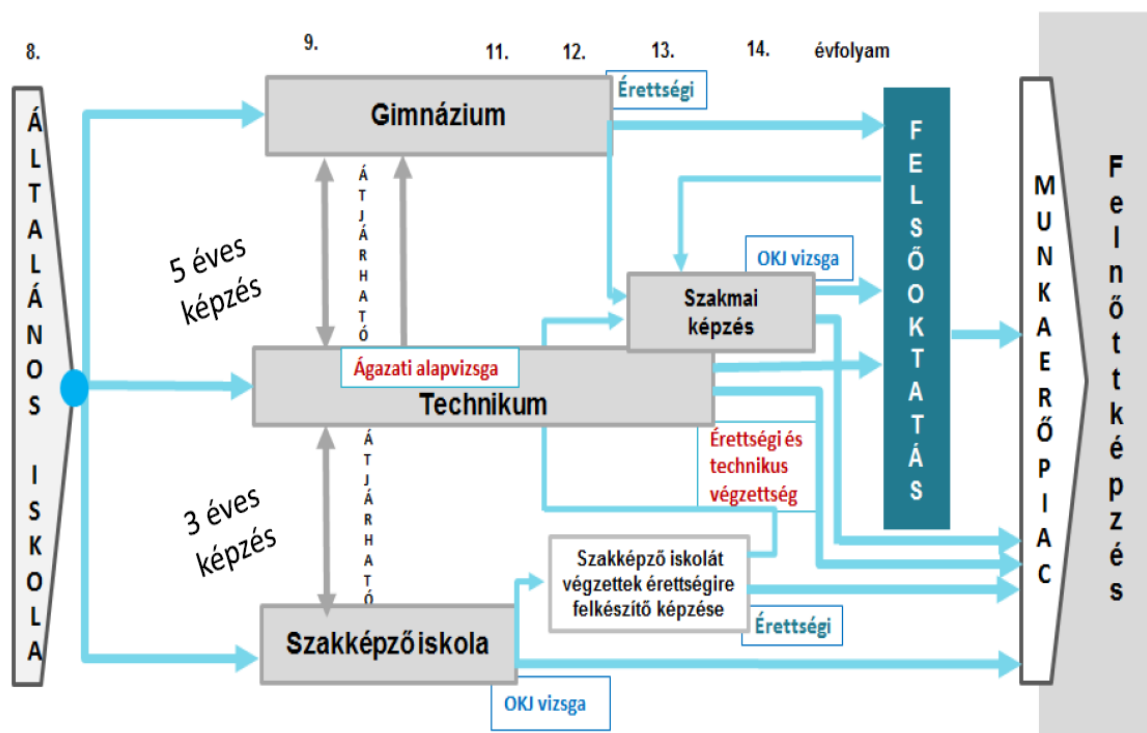 8. 9. 11. 12. 13. 14. évfolyam
ÁLTALÁNOS ISKOLA
Gimnázium
Érettségi
ÁTJÁRHATÓ
5 éves
képzés
OKJ vizsga
Szakmai
képzés
Ágazati alapvizsga
Technikum
Érettségi és
technikus
végzettség
ÁTJÁRHATÓ
3 éves
képzés
Szakképző iskolát
végzettek érettségire
felkészítő képzése
Érettségi
Szakképző iskola
OKJ vizsga
FELSŐOKTATÁS
MUNKAERŐPIAC
Felnőttképzés